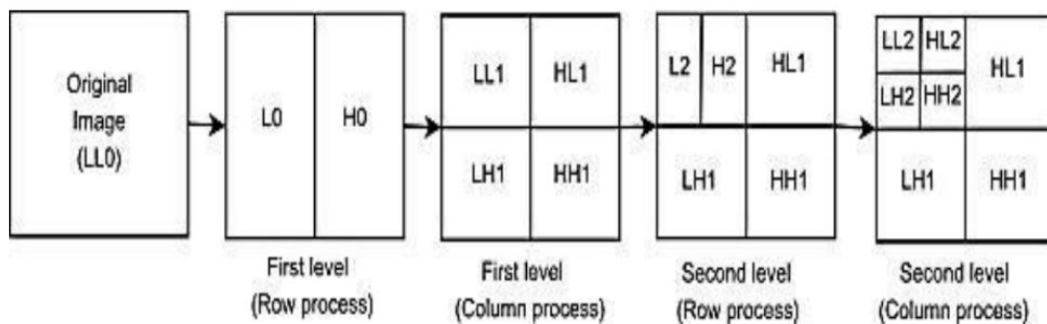 Original
Image
(LL0)
L0 H0
First level
(Row process)
LL1 HL1
LH1 HH1
First level
(Column process)
L2 H2 HL1
LH1 HH1
Second level
(Row process)
LL2 HL2
HL1
LH2 HH2
LH1 HH1
Second level
(Column process)